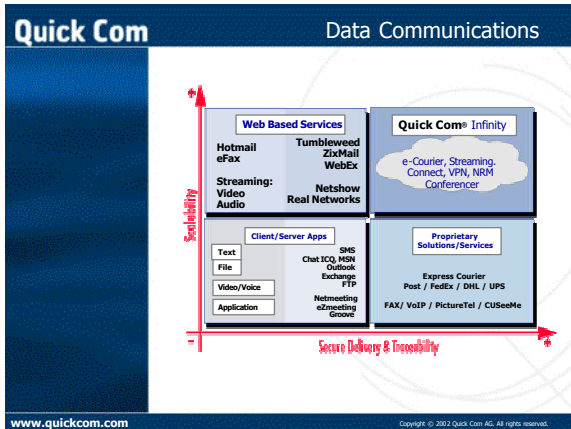 Quick Com
Data Communications
+
Web Based Services
Hotmail
eFax
Streaming:
Video
Audio
Tumbleweed
ZixMail
WebEx
Netshow
Real Networks
Quick Com® Infinity
e-Courier, Streaming.
Connect, VPN, NRM
Conferencer
Scalability
Client/Server Apps
Text
File
Video/Voice
Application
SMS
Chat ICQ, MSN
Outlook
Exchange
FTP
Netmeeting
eZmeeting
Groove
Proprietary
Solutions/Services
Express Courier
Post / FedEx / DHL / UPS
FAX/ VoIP / PictureTel / CUSeeMe
-
Secure Delivery & Traceability
+
www.quickcom.com
Copyright © 2002 Quick Com AG. All rights reserved.